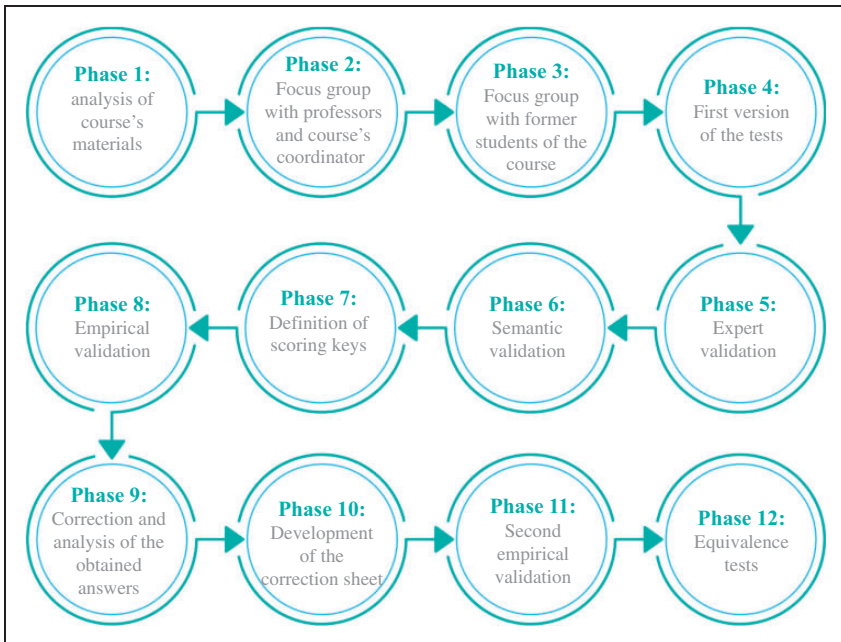 Phase 1:
analysis of
course's
materials
Phase 2:
Focus group
with professors
and course's
coordinator
Phase 3:
Focus group
with former
students of the
course
Phase 4:
First version
of the tests
Phase 5:
Expert
validation
Phase 6:
Semantic
validation
Phase 7:
Definition of
scoring keys
Phase 8:
Empirical
validation
Phase 9:
Correction and
analysis of the
obtained
answers
Phase 10:
Development
of the
correction sheet
Phase 11:
Second
empirical
validation
Phase 12:
Equivalence
tests